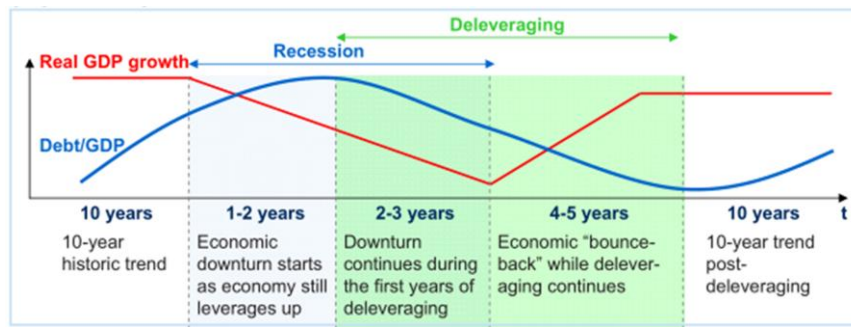 Deleveraging
Recession
Real GDP growth
Debt/GDP
10 years
1-2 years
2-3 years
4-5 years
10 years
t
10-year
historic trend
Economic
downturn starts
as economy still
leverages up
Downturn
continues during
the first years of
deleveraging
Economic “bounce-
back” while delever-
aging continues
10-year trend
post-
deleveraging